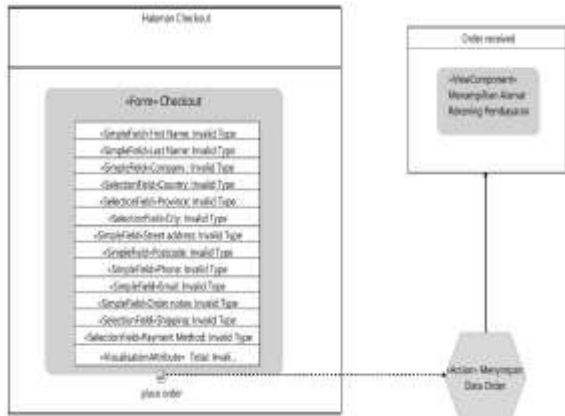 Halaman Checkout
«Form» Checkout
«SimpleField»First Name: Invalid Type
«SimpleField»Last Name: Invalid Type
«SimpleField»Company : Invalid Type
«SelectionField»Country: Invalid Type
«SelectionField»Province: Invalid Type
«SelectionField»City: Invalid Type
«SimpleField»Street address: Invalid Type
«SimpleField»Postcode: Invalid Type
«SimpleField»Phone: Invalid Type
«SimpleField»Email: Invalid Type
«SimpleField»Order notes: Invalid Type
«SelectionField»Shipping: Invalid Type
«SelectionField»Payment Method: Invalid Type
«VisualisationAttribute» Total: Invali...
place order
Order received
«ViewComponent»
Menampilkan Alamat
Rekening Pembayaran
«Action» Menyimpan
Data Order